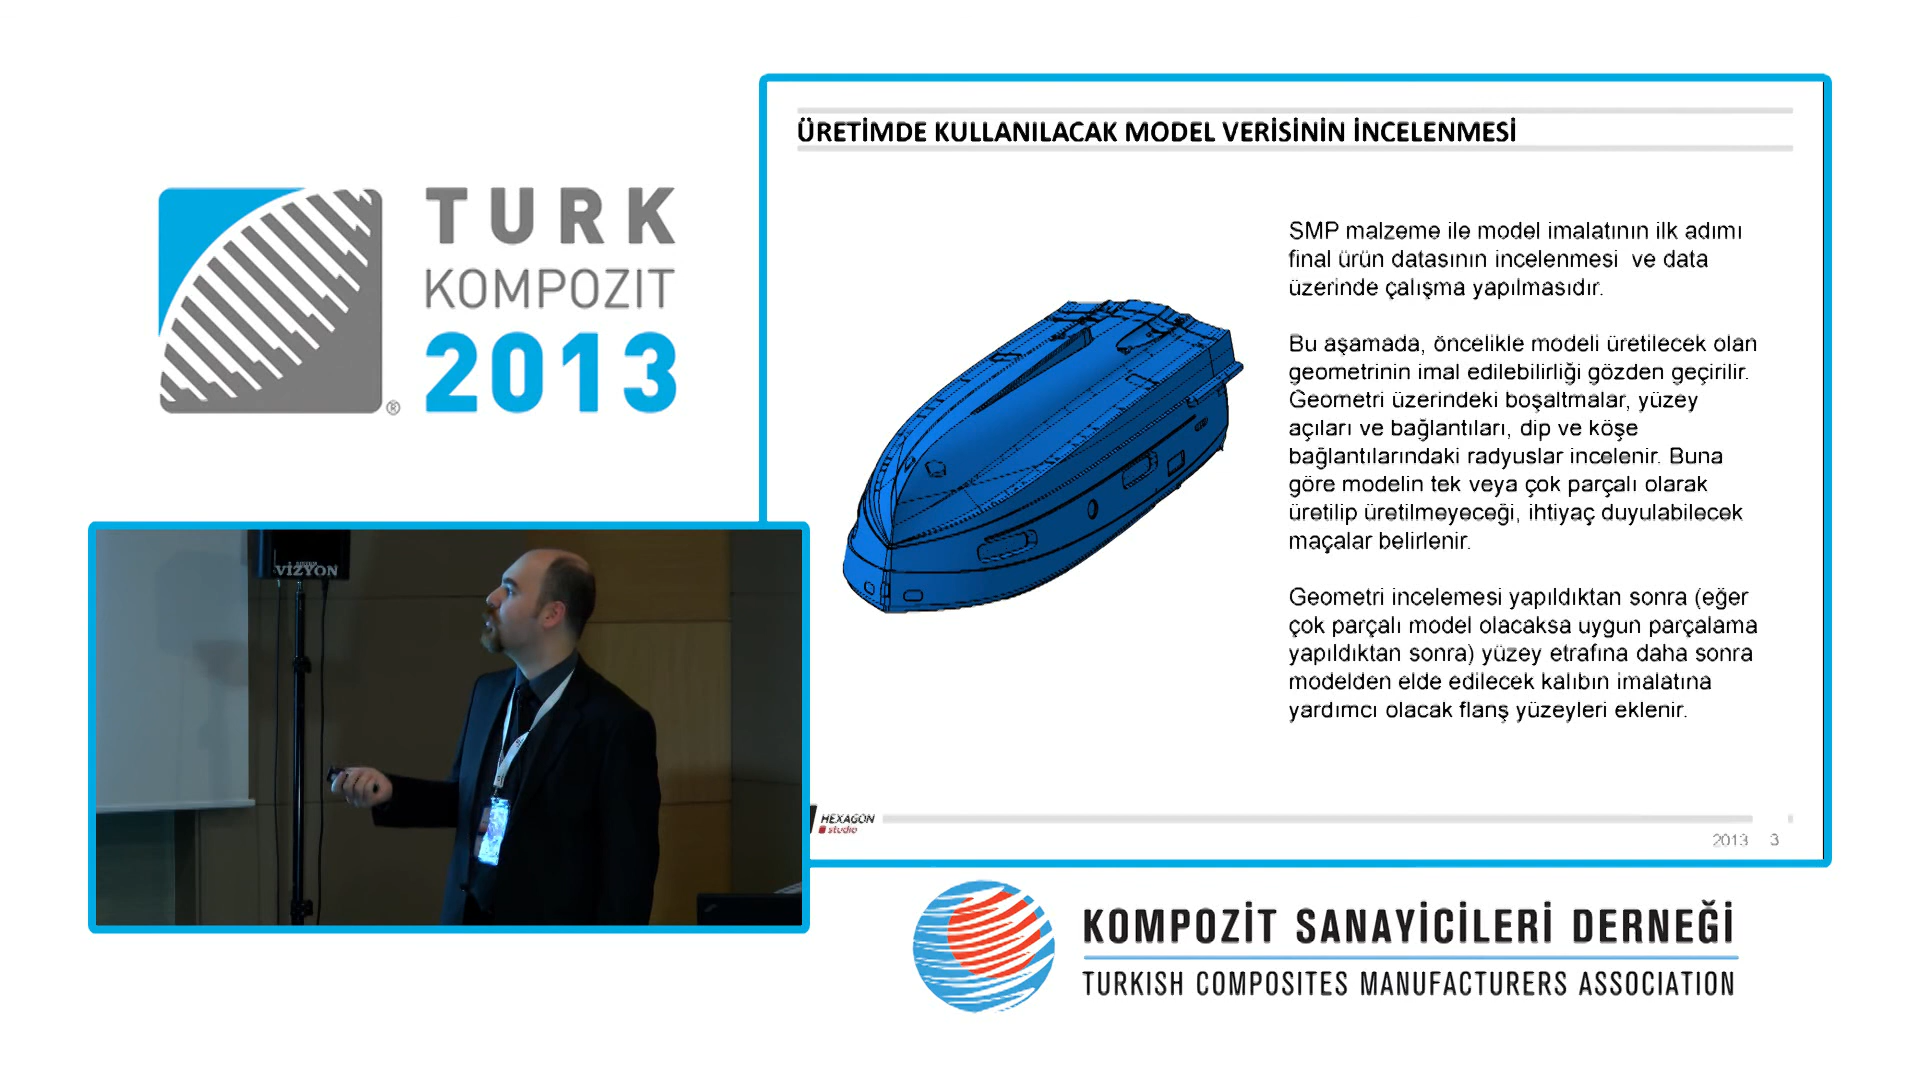 TURK
KOMPOZIT
2013
®
ÜRETİMDE KULLANILACAK MODEL VERİSİNİN İNCELENMESİ
SMP malzeme ile model imalatının ilk adımı
final ürün datasının incelenmesi ve data
üzerinde çalışma yapılmasıdır.
Bu aşamada, öncelikle modeli üretilecek olan
geometrinin imal edilebilirliği gözden geçirilir.
Geometri üzerindeki boşaltmalar, yüzey
açıları ve bağlantıları, dip ve köşe
bağlantılarındaki radyuslar incelenir. Buna
göre modelin tek veya çok parçalı olarak
üretilip üretilmeyeceği, ihtiyaç duyulabilecek
maçalar belirlenir.
Geometri incelemesi yapıldıktan sonra (eğer
çok parçalı model olacaksa uygun parçalama
yapıldıktan sonra) yüzey etrafına daha sonra
modelden elde edilecek kalıbın imalatına
yardımcı olacak flanş yüzeyleri eklenir.
HEXAGON
studio
2013 3
VİZYON
KOMPOZİT SANAYİCİLERİ DERNEĞİ
TURKISH COMPOSITES MANUFACTURERS ASSOCIATION